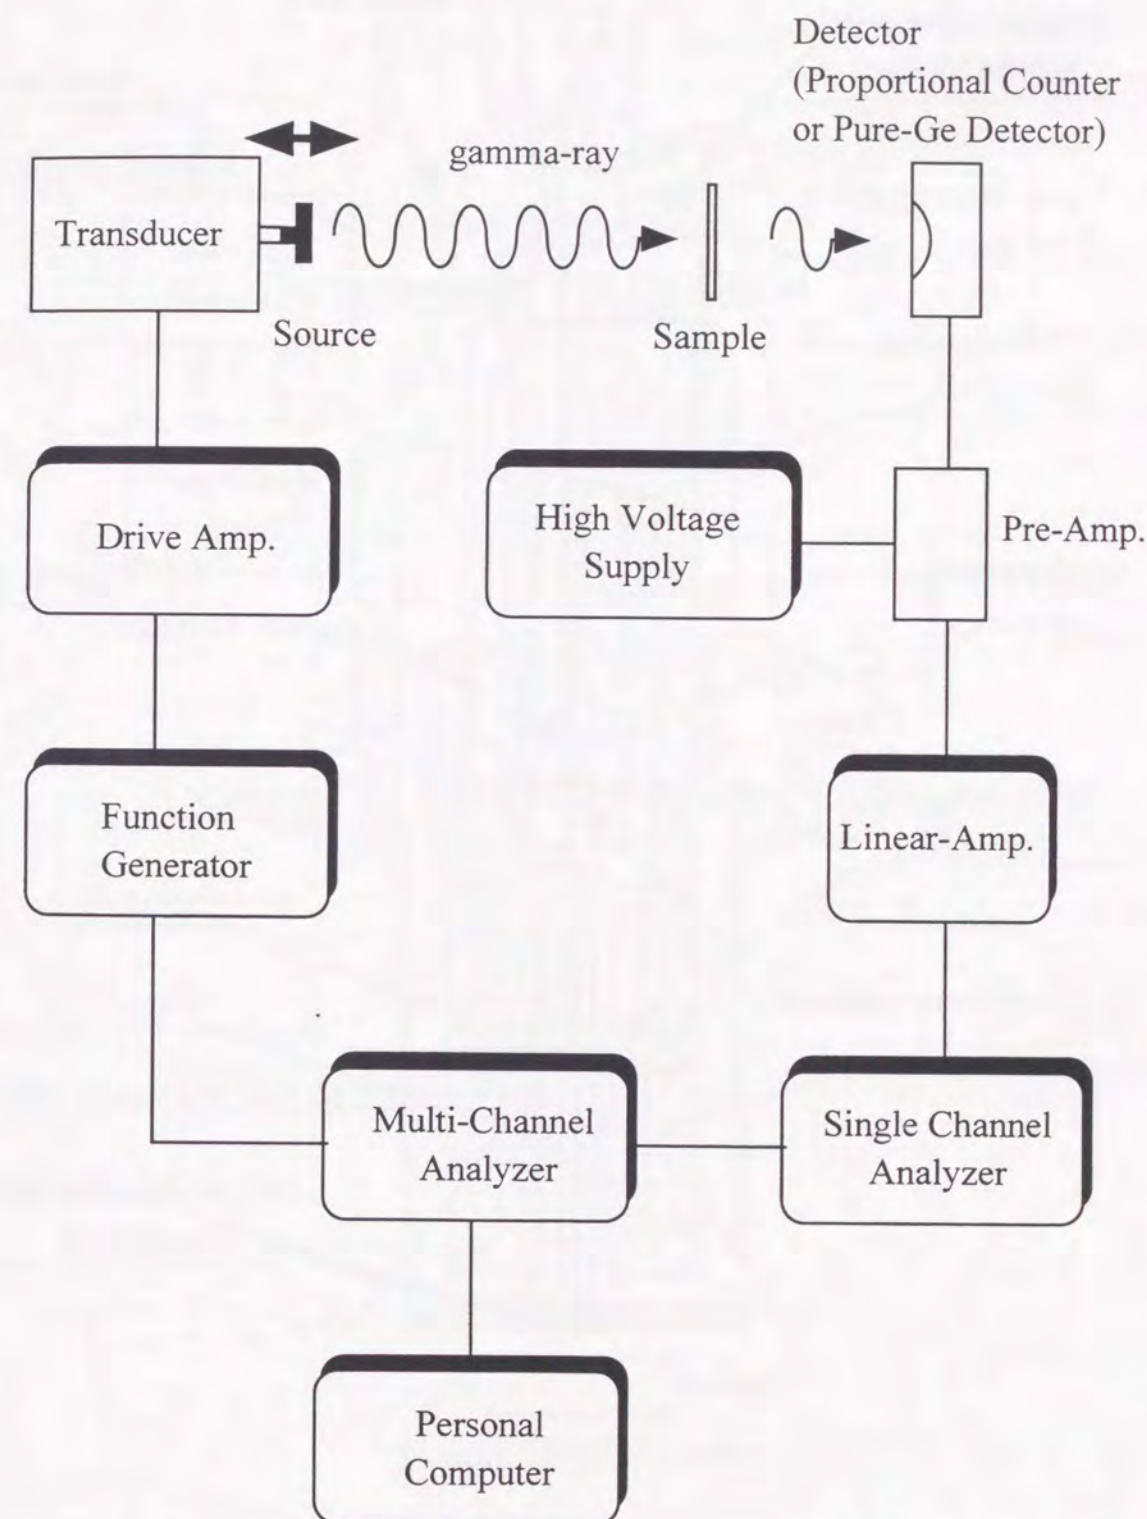 Detector
(Proportional Counter
or Pure-Ge Detector)
gamma-ray
Transducer
Source
Sample
Drive Amp.
High Voltage
Supply
Pre-Amp.
Function
Generator
Linear-Amp.
Multi-Channel
Analyzer
Single Channel
Analyzer
Personal
Computer